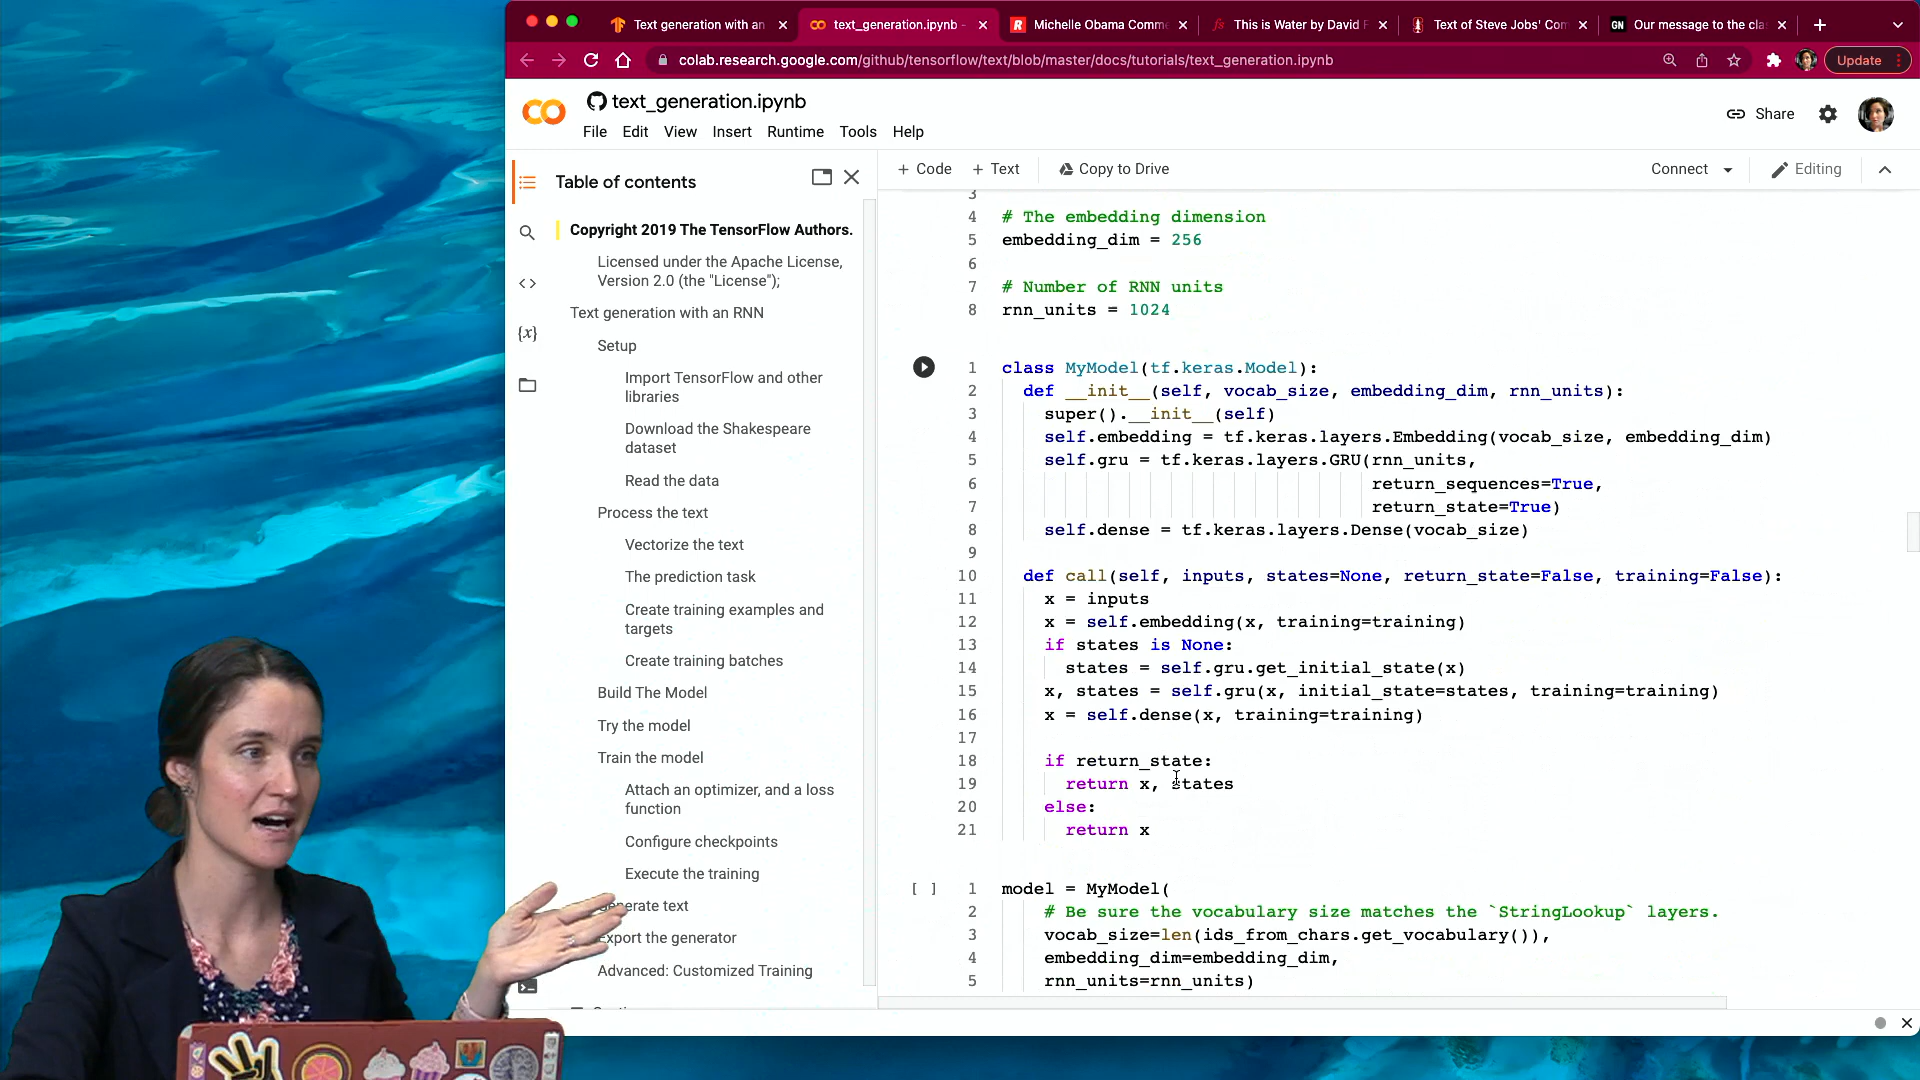 Text generation with an
text_generation.ipynb -
Michelle Obama Comme
This is Water by David F
Text of Steve Jobs' Com
GN
Our message to the cla
colab.research.google.com/github/tensorflow/text/blob/master/docs/tutorials/text_generation.ipynb
Update
text_generation.ipynb
File Edit View Insert Runtime Tools Help
Share
+ Code + Text Copy to Drive
Connect
Editing
Table of contents
Copyright 2019 The TensorFlow Authors.
Licensed under the Apache License,
Version 2.0 (the "License");
Text generation with an RNN
Setup
Import TensorFlow and other
libraries
Download the Shakespeare
dataset
Read the data
Process the text
Vectorize the text
The prediction task
Create training examples and
targets
Create training batches
Build The Model
Try the model
Train the model
Attach an optimizer, and a loss
function
Configure checkpoints
Execute the training
Generate text
Export the generator
Advanced: Customized Training
3
4 # The embedding dimension
5 embedding_dim = 256
6
7 # Number of RNN units
8 rnn_units = 1024
1 class MyModel(tf.keras.Model):
2 def __init__(self, vocab_size, embedding_dim, rnn_units):
3 super().__init__(self)
4 self.embedding = tf.keras.layers.Embedding(vocab_size, embedding_dim)
5 self.gru = tf.keras.layers.GRU(rnn_units,
6 return_sequences=True,
7 return_state=True)
8 self.dense = tf.keras.layers.Dense(vocab_size)
9
10 def call(self, inputs, states=None, return_state=False, training=False):
11 x = inputs
12 x = self.embedding(x, training=training)
13 if states is None:
14 states = self.gru.get_initial_state(x)
15 x, states = self.gru(x, initial_state=states, training=training)
16 x = self.dense(x, training=training)
17
18 if return_state:
19 return x, states
20 else:
21 return x
[ ] 1 model = MyModel(
2 # Be sure the vocabulary size matches the `StringLookup` layers.
3 vocab_size=len(ids_from_chars.get_vocabulary()),
4 embedding_dim=embedding_dim,
5 rnn_units=rnn_units)